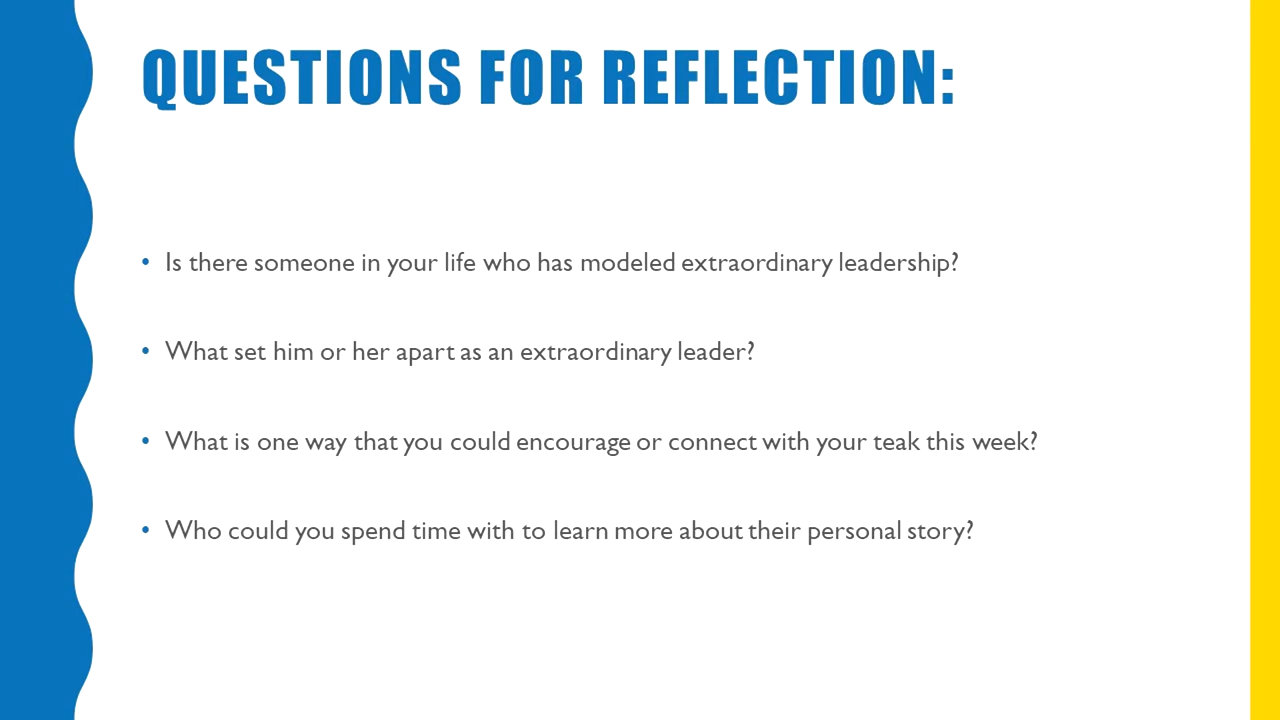 QUESTIONS FOR REFLECTION:
• Is there someone in your life who has modeled extraordinary leadership?
• What set him or her apart as an extraordinary leader?
• What is one way that you could encourage or connect with your teak this week?
• Who could you spend time with to learn more about their personal story?